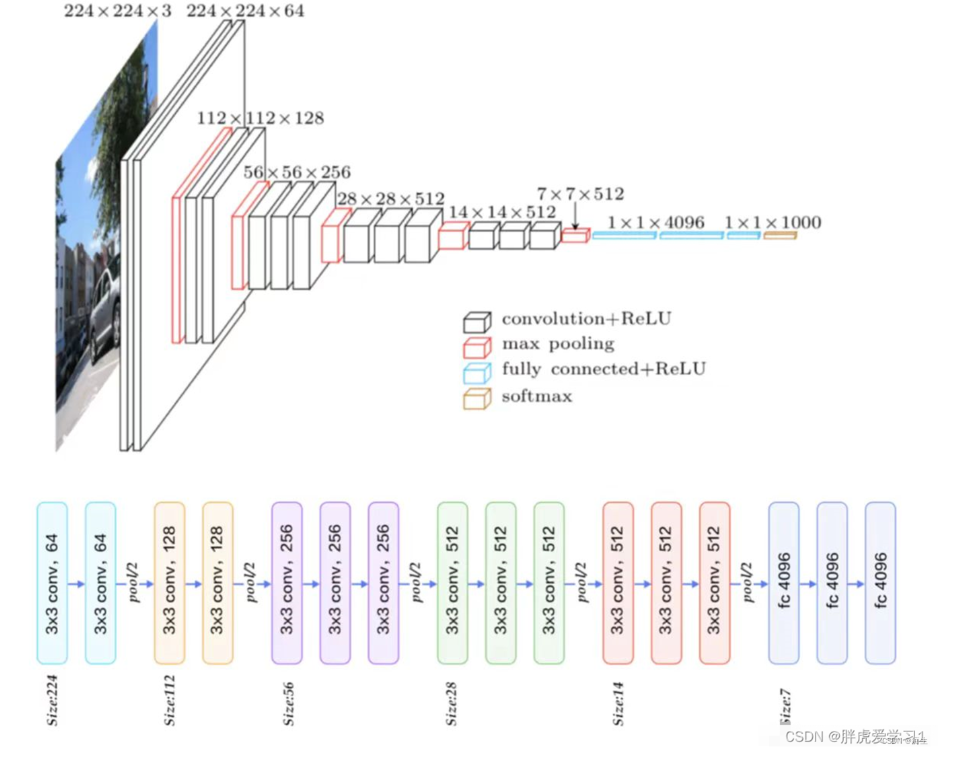 224×224×3
224×224×64
112×112×128
56×56×256
28×28×512
14×14×512
7×7×512
1×1×4096
1×1×1000
convolution+ReLU
max pooling
fully connected+ReLU
softmax
3x3 conv, 64
3x3 conv, 64
pool/2
3x3 conv, 128
3x3 conv, 128
pool/2
3x3 conv, 256
3x3 conv, 256
3x3 conv, 256
pool/2
3x3 conv, 512
3x3 conv, 512
3x3 conv, 512
pool/2
3x3 conv, 512
3x3 conv, 512
3x3 conv, 512
pool/2
fc 4096
fc 4096
fc 4096
Size:224
Size:112
Size:56
Size:28
Size:14
Size:7
CSDN @胖虎爱学习1